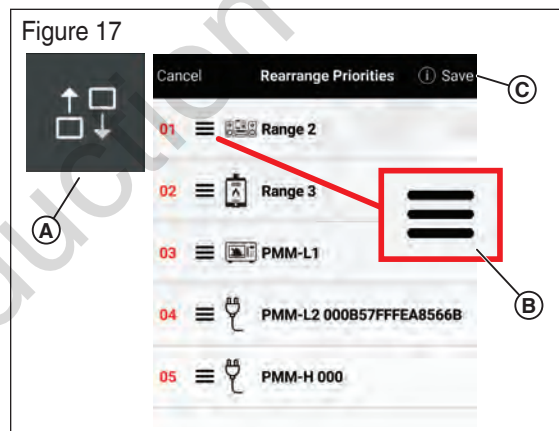 Figure 17
Cancel Rearrange Priorities i Save
C
01 Range 2
02 Range 3
A
03 PMM-L1
B
04 PMM-L2 000B57FFFEA8566B
05 PMM-H 000
oduction